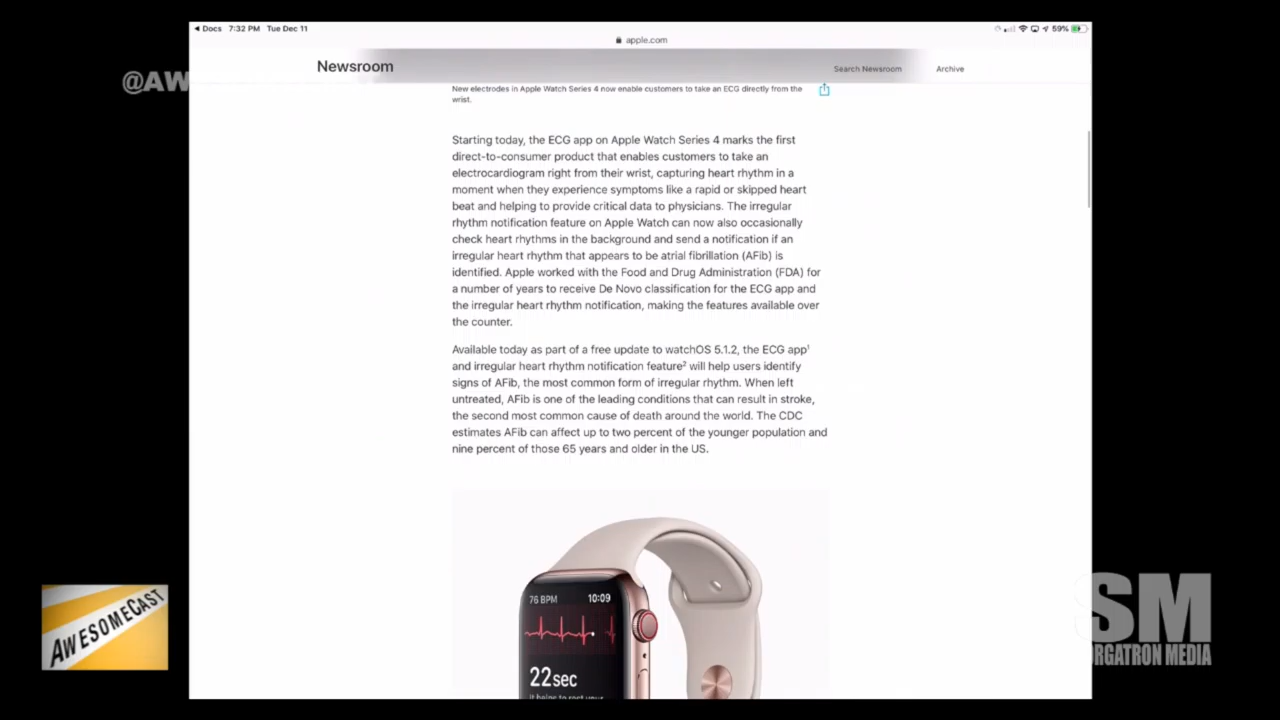 Docs 7:32 PM Tue Dec 11
59%
apple.com
Newsroom
Search Newsroom
Archive
@AW
New electrodes in Apple Watch Series 4 now enable customers to take an ECG directly from the
wrist.
Starting today, the ECG app on Apple Watch Series 4 marks the first
direct-to-consumer product that enables customers to take an
electrocardiogram right from their wrist, capturing heart rhythm in a
moment when they experience symptoms like a rapid or skipped heart
beat and helping to provide critical data to physicians. The irregular
rhythm notification feature on Apple Watch can now also occasionally
check heart rhythms in the background and send a notification if an
irregular heart rhythm that appears to be atrial fibrillation (AFib) is
identified. Apple worked with the Food and Drug Administration (FDA) for
a number of years to receive De Novo classification for the ECG app and
the irregular heart rhythm notification, making the features available over
the counter.
Available today as part of a free update to watchOS 5.1.2, the ECG app¹
and irregular heart rhythm notification feature² will help users identify
signs of AFib, the most common form of irregular rhythm. When left
untreated, AFib is one of the leading conditions that can result in stroke,
the second most common cause of death around the world. The CDC
estimates AFib can affect up to two percent of the younger population and
nine percent of those 65 years and older in the US.
76 BPM 10:09
22sec
It helps to rest your
AWESOMECAST
SM
ORGATRON MEDIA